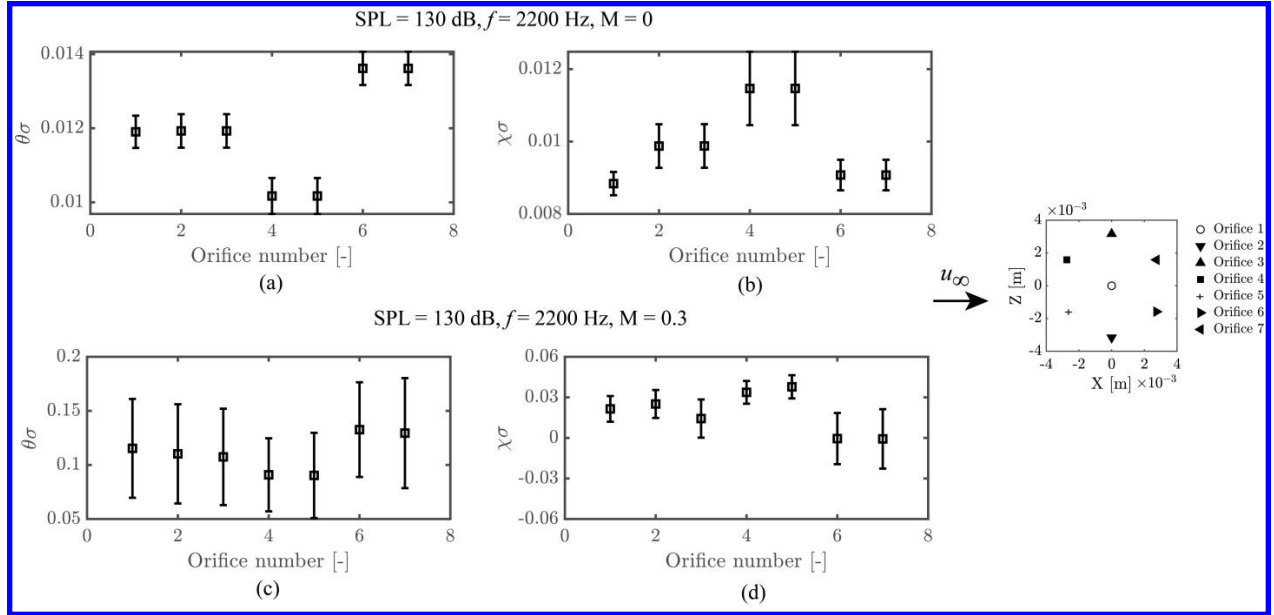 SPL = 130 dB, f = 2200 Hz, M = 0
0.014
0.012
0.01
θσ
0 2 4 6 8
Orifice number [-]
(a)
0.012
0.01
0.008
χσ
0 2 4 6 8
Orifice number [-]
(b)
SPL = 130 dB, f = 2200 Hz, M = 0.3
0.2
0.15
0.1
0.05
θσ
0 2 4 6 8
Orifice number [-]
(c)
0.06
0.03
0
-0.03
-0.06
χσ
0 2 4 6 8
Orifice number [-]
(d)
u∞
×10⁻³
4
2
0
-2
-4
Z [m]
-4 -2 0 2 4
X [m] ×10⁻³
Orifice 1
Orifice 2
Orifice 3
Orifice 4
Orifice 5
Orifice 6
Orifice 7